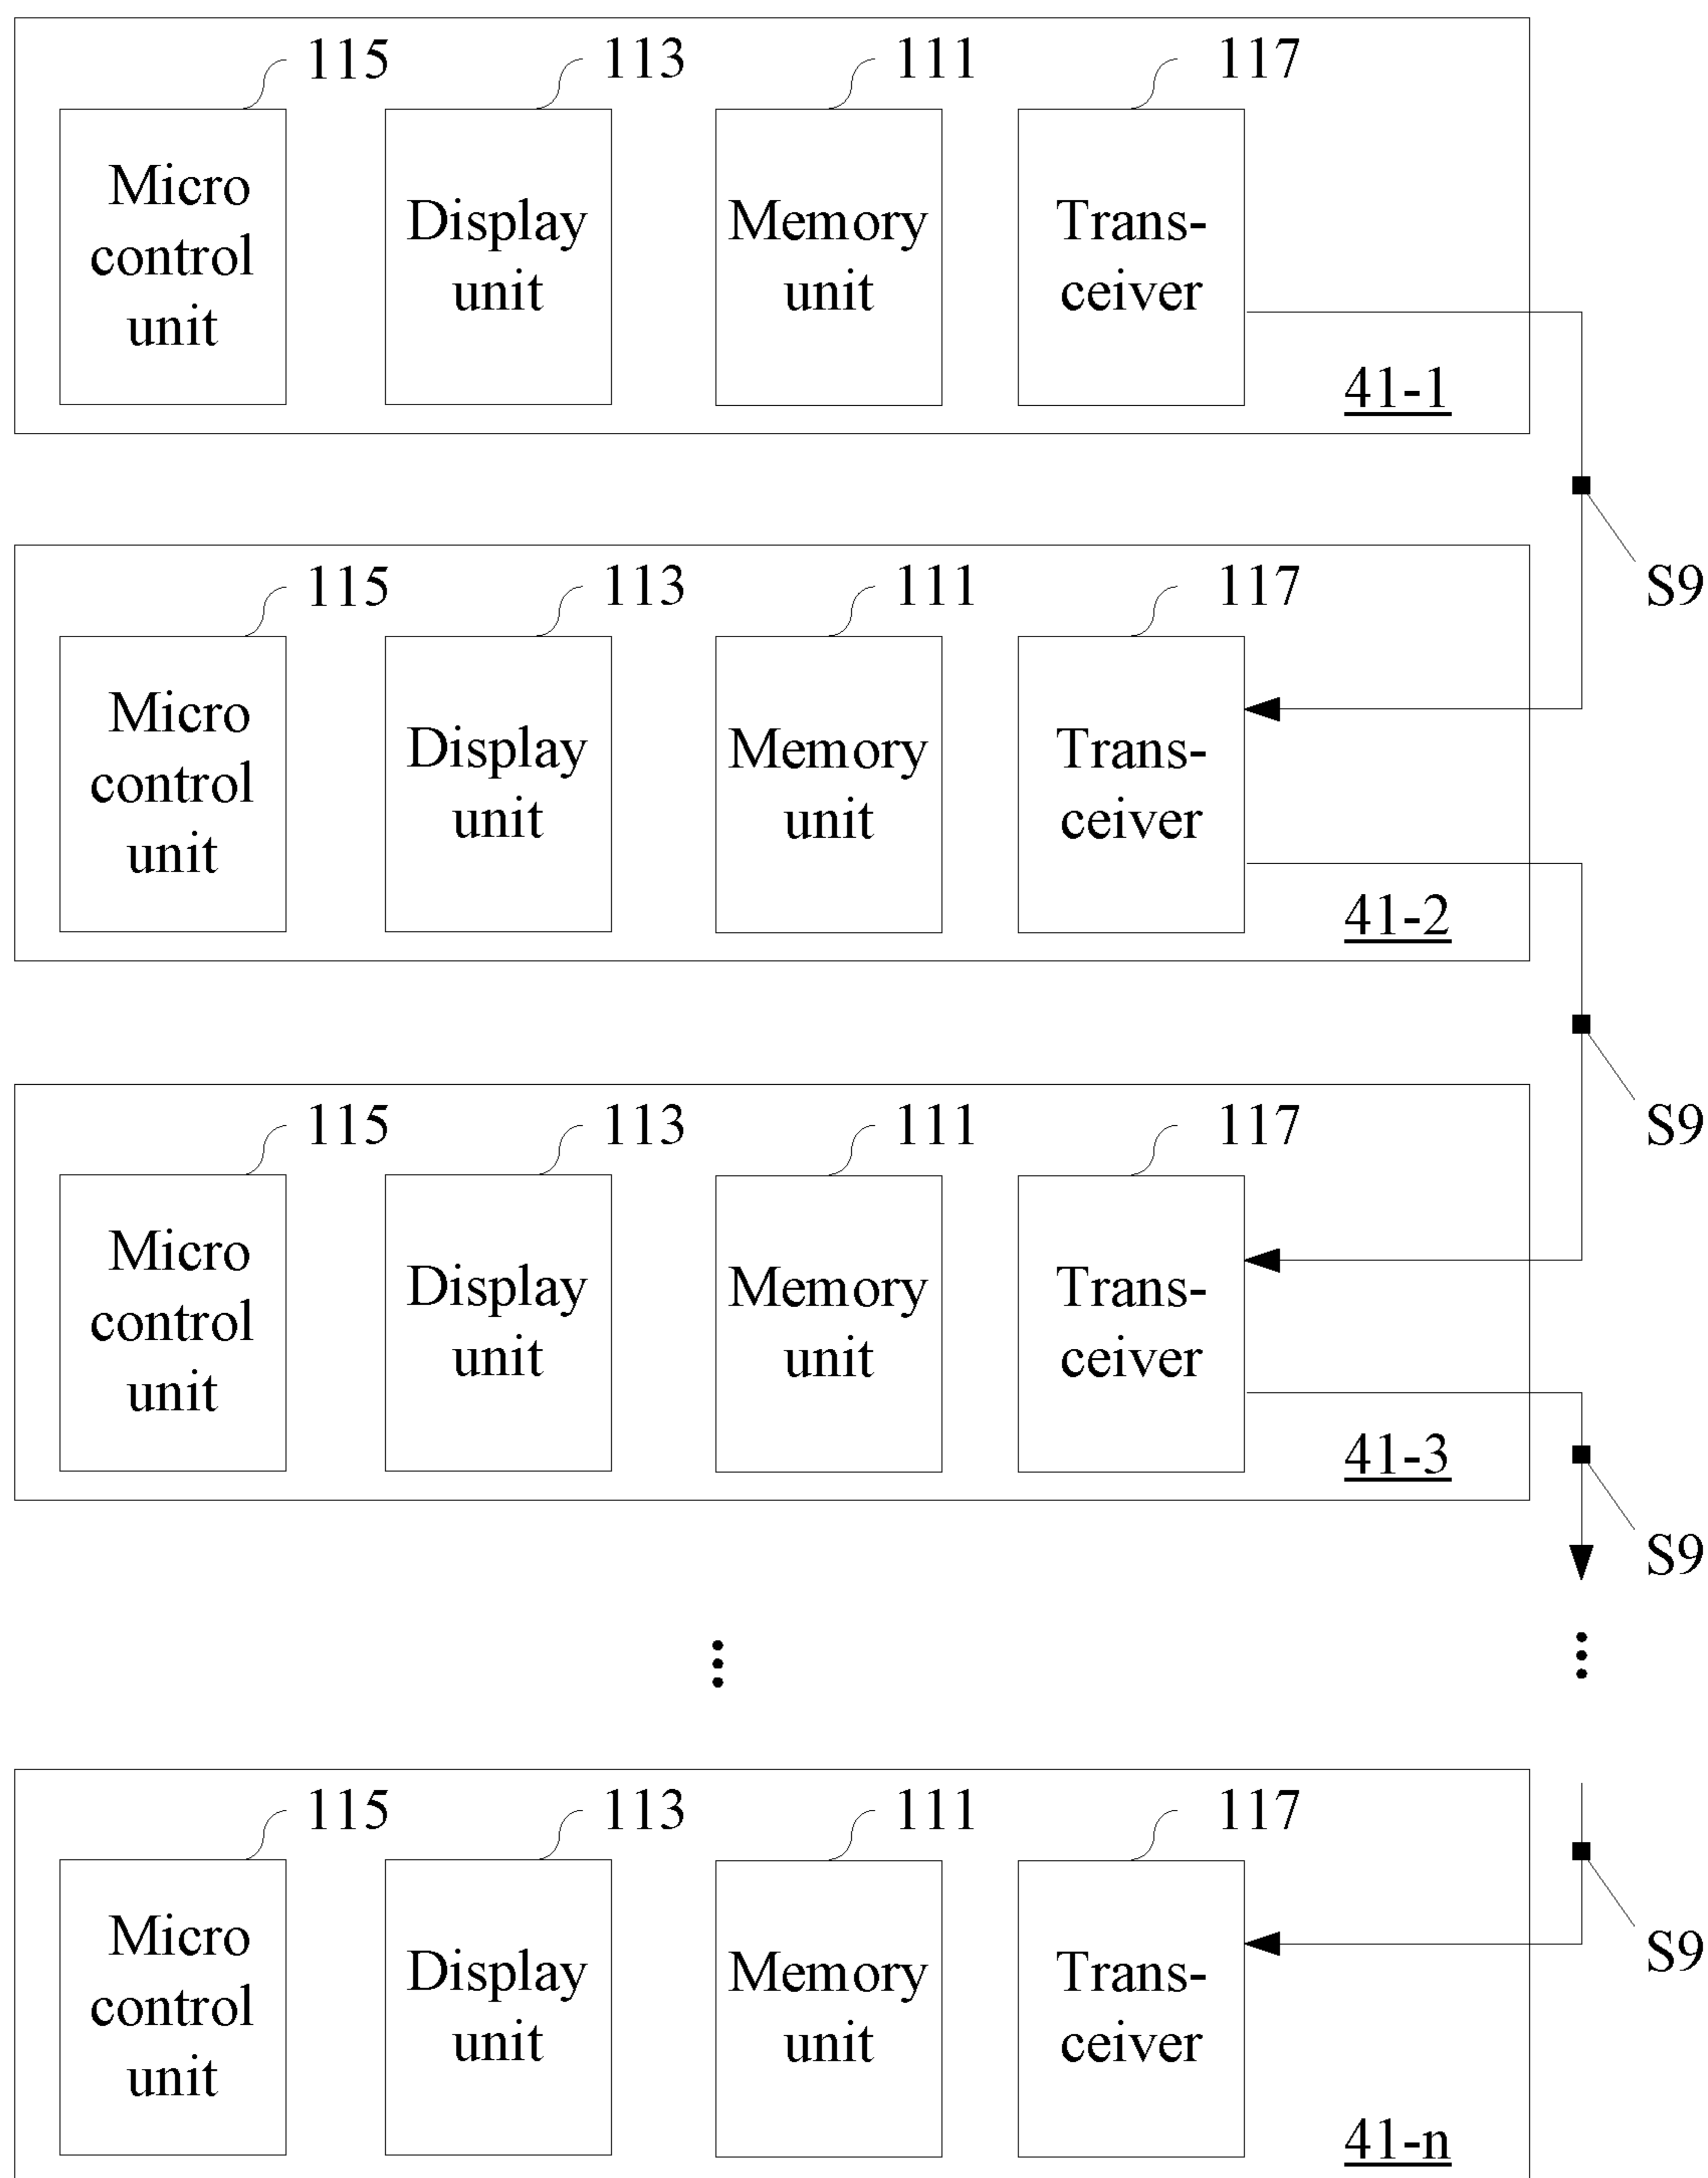 115 113 111 117
Micro
control
unit
Display
unit
Memory
unit
Trans-
ceiver
41-1
S9
115 113 111 117
Micro
control
unit
Display
unit
Memory
unit
Trans-
ceiver
41-2
S9
115 113 111 117
Micro
control
unit
Display
unit
Memory
unit
Trans-
ceiver
41-3
S9
115 113 111 117
Micro
control
unit
Display
unit
Memory
unit
Trans-
ceiver
S9
41-n